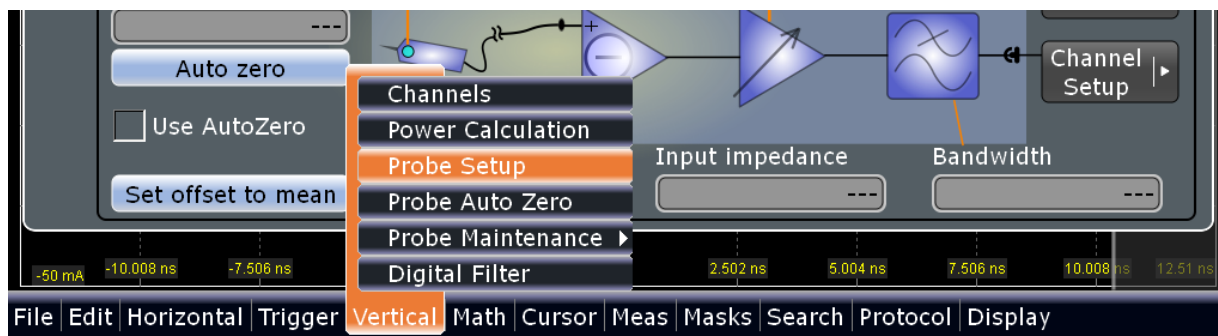 ---
Auto zero
Use AutoZero
Set offset to mean
Channel
Setup
Channels
Power Calculation
Probe Setup
Probe Auto Zero
Probe Maintenance
Digital Filter
Input impedance
---
Bandwidth
---
-50 mA -10.008 ns -7.506 ns 2.502 ns 5.004 ns 7.506 ns 10.008 ns 12.51 ns
File Edit Horizontal Trigger Vertical Math Cursor Meas Masks Search Protocol Display